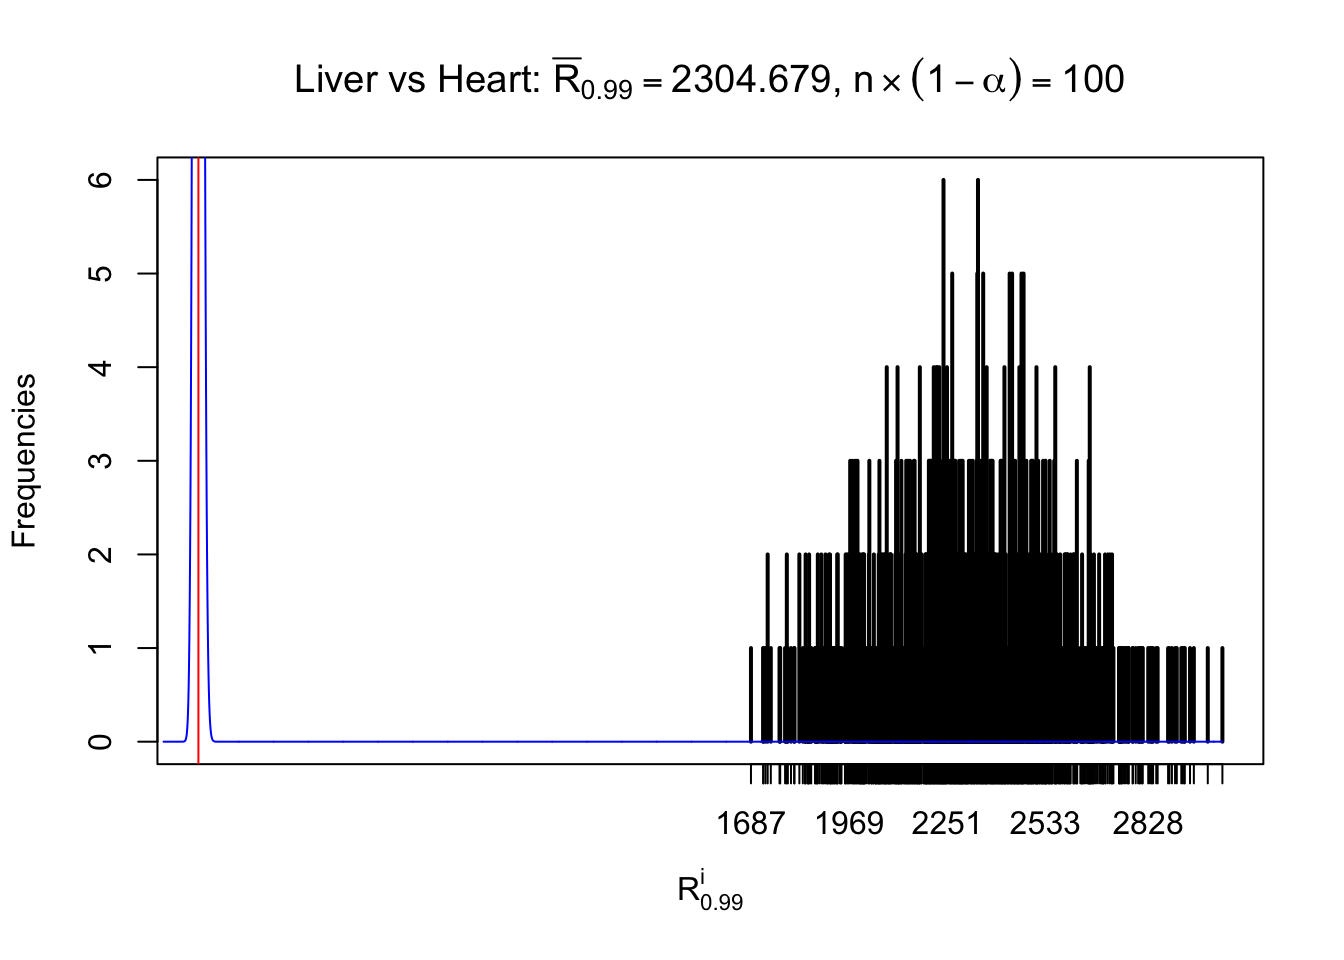 Liver vs Heart: R̅₀.₉₉ = 2304.679, n × (1 − α) = 100
6
5
4
3
2
1
0
Frequencies
1687 1969 2251 2533 2828
Rⁱ₀.₉₉